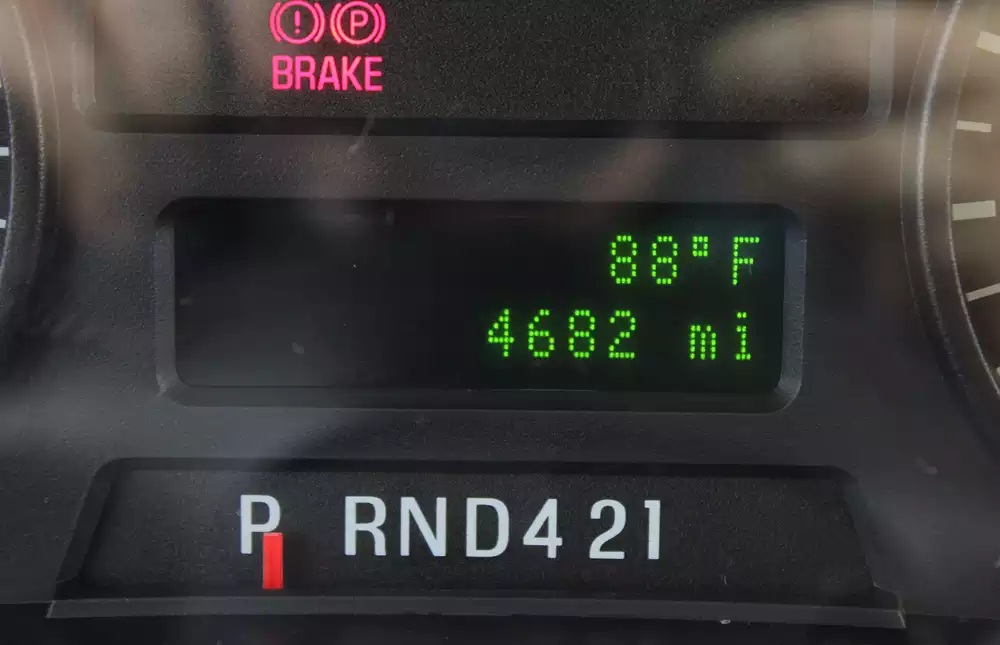 ! P
BRAKE
88°F
4682 mi
P RND421